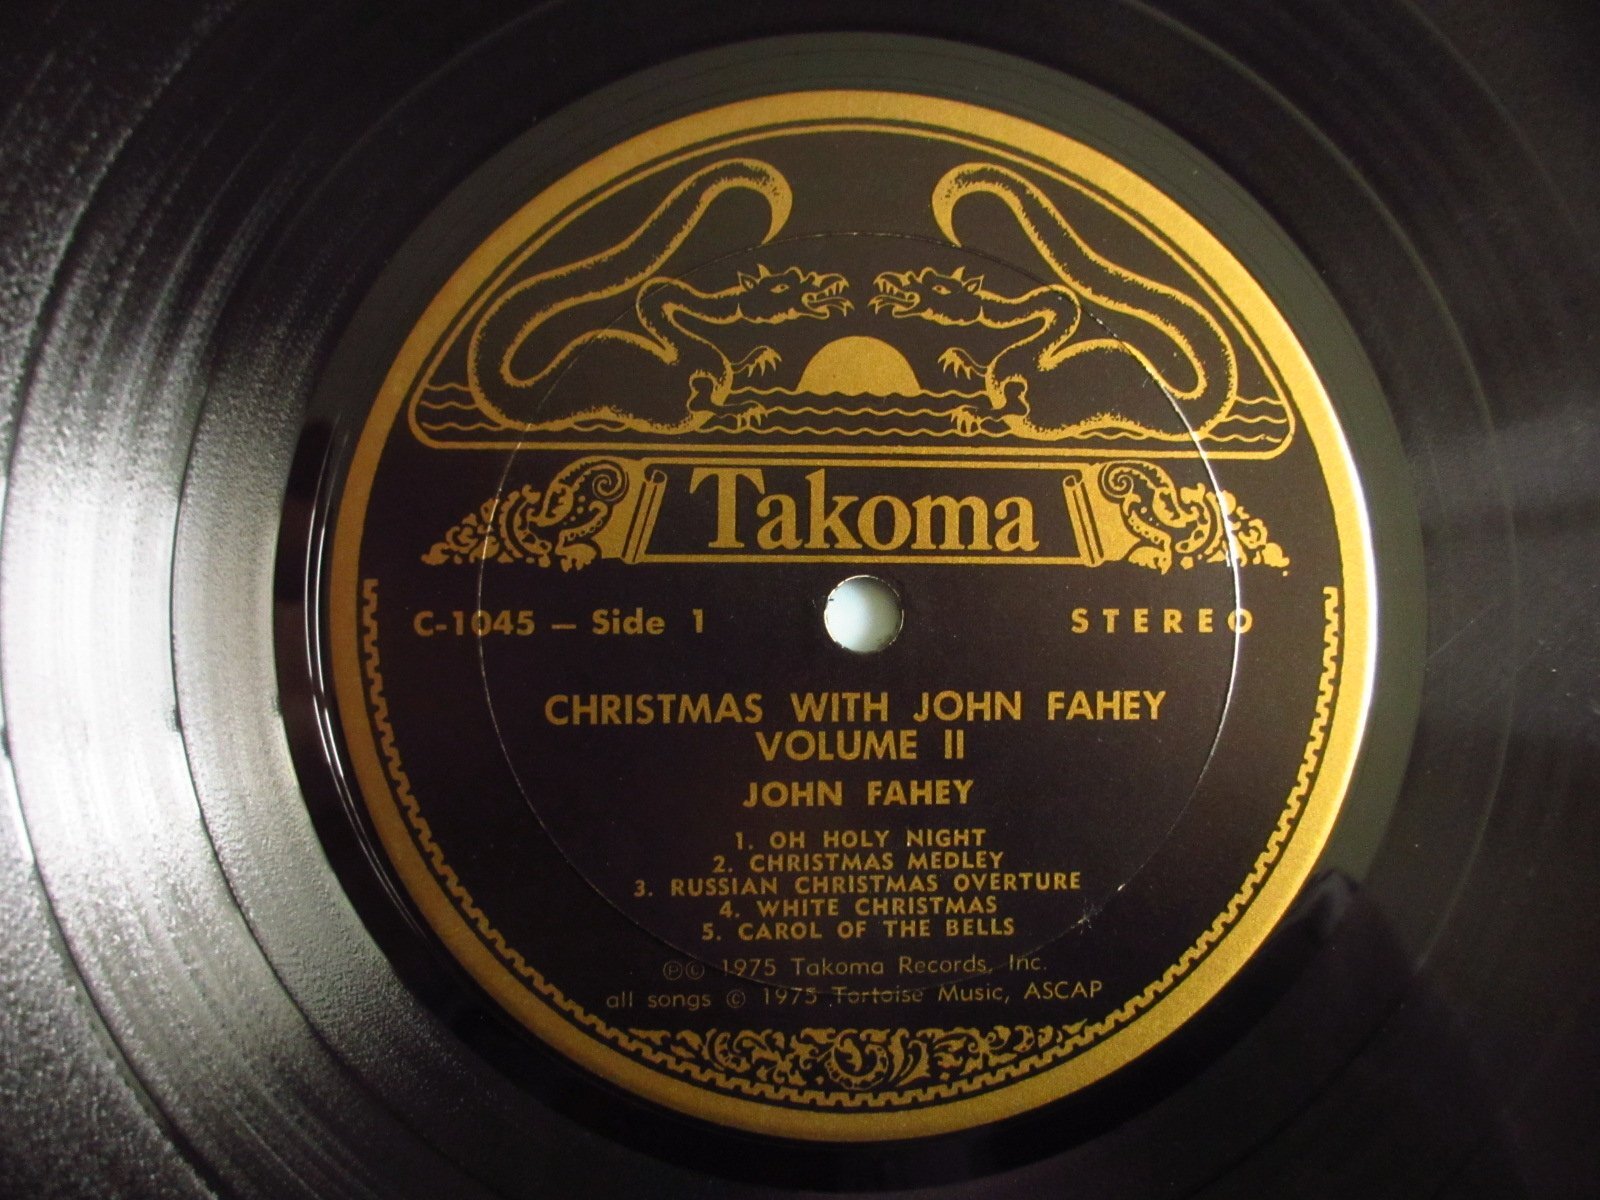 Takoma
C-1045 – Side 1
STEREO
CHRISTMAS WITH JOHN FAHEY
VOLUME II
JOHN FAHEY
1. OH HOLY NIGHT
2. CHRISTMAS MEDLEY
3. RUSSIAN CHRISTMAS OVERTURE
4. WHITE CHRISTMAS
5. CAROL OF THE BELLS
℗© 1975 Takoma Records, Inc.
all songs © 1975 Tortoise Music, ASCAP